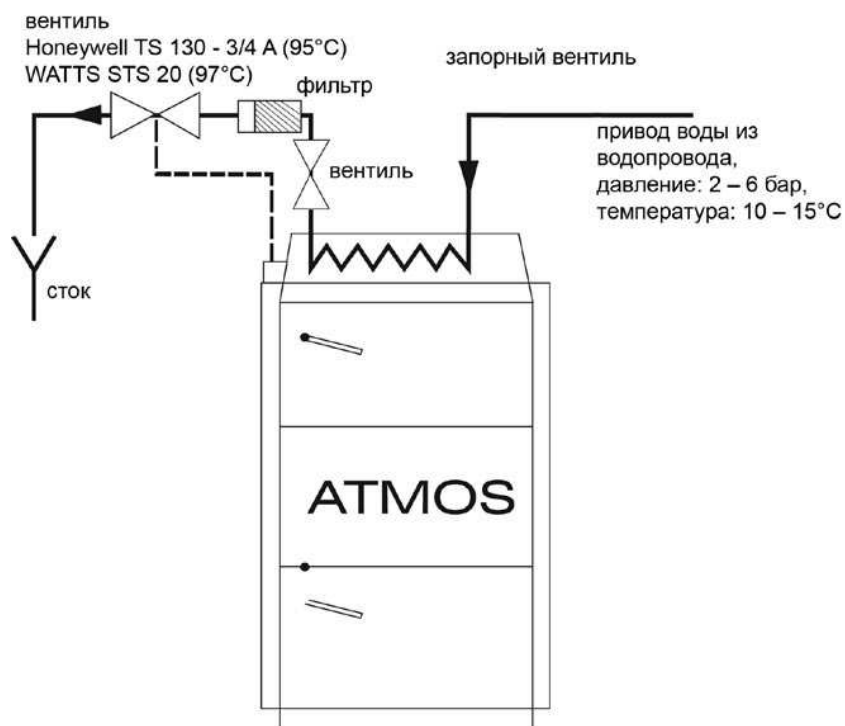 вентиль
Honeywell TS 130 - 3/4 A (95°C)
WATTS STS 20 (97°C)
фильтр
запорный вентиль
привод воды из
водопровода,
давление: 2 – 6 бар,
температура: 10 – 15°C
вентиль
сток
ATMOS